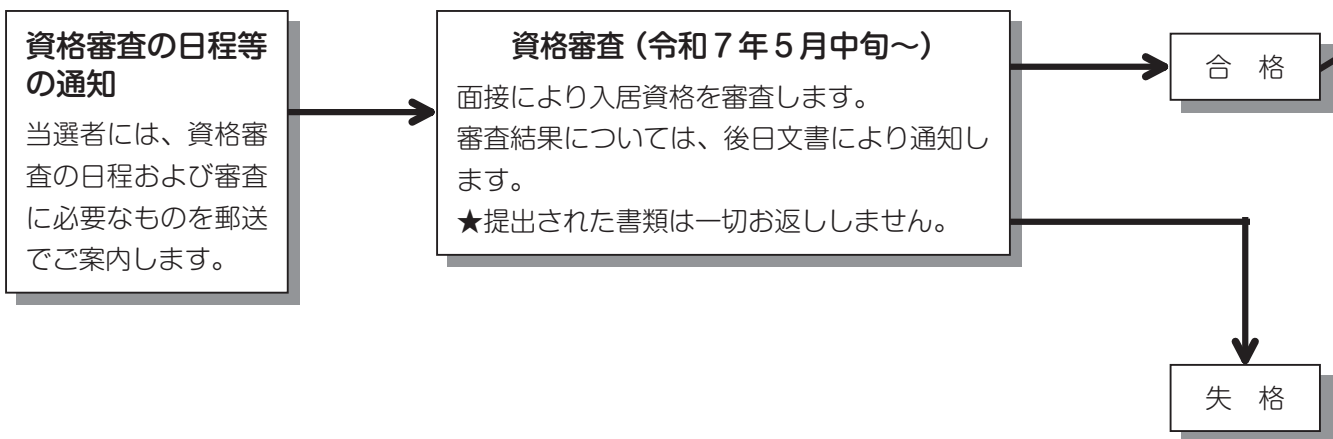 資格審査の日程等
の通知
当選者には、資格審
査の日程および審査
に必要なものを郵送
でご案内します。
資格審査（令和７年５月中旬～）
面接により入居資格を審査します。
審査結果については、後日文書により通知し
ます。
★提出された書類は一切お返ししません。
合　格
失　格